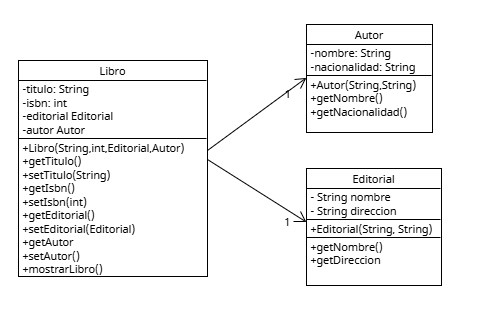 Libro
-titulo: String
-isbn: int
-editorial Editorial
-autor Autor
+Libro(String,int,Editorial,Autor)
+getTitulo()
+setTitulo(String)
+getIsbn()
+setIsbn(int)
+getEditorial()
+setEditorial(Editorial)
+getAutor
+setAutor()
+mostrarLibro()
Autor
-nombre: String
-nacionalidad: String
+Autor(String,String)
+getNombre()
+getNacionalidad()
1
Editorial
- String nombre
- String direccion
+Editorial(String, String)
+getNombre()
+getDireccion
1